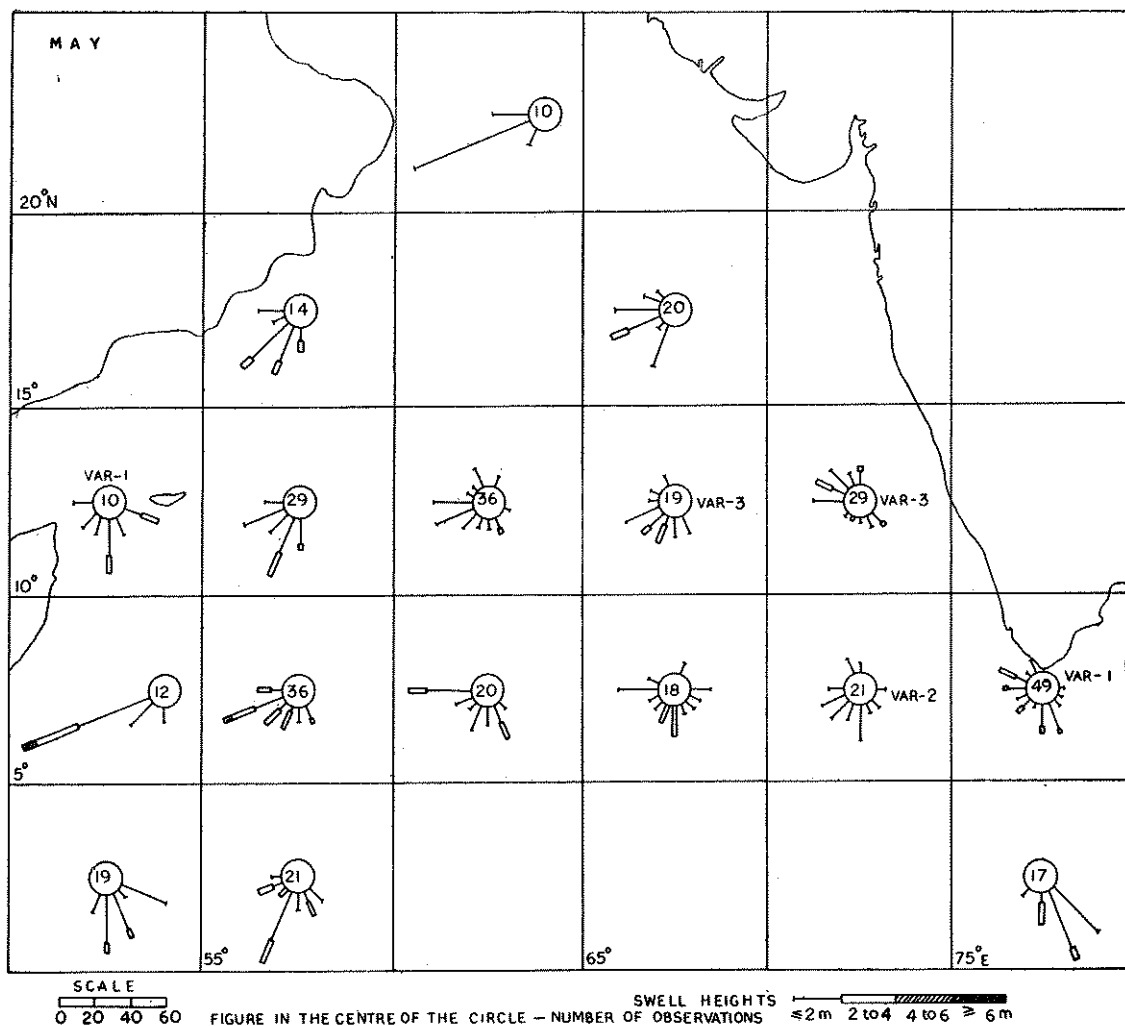 MAY
10
20°N
14
20
15°
VAR-1
10
29
36
19
VAR-3
29
VAR-3
10°
12
36
20
18
21
VAR-2
49
VAR-1
5°
19
21
17
55°
65°
75°E
SCALE
0 20 40 60
FIGURE IN THE CENTRE OF THE CIRCLE – NUMBER OF OBSERVATIONS
SWELL HEIGHTS
≤2m 2 to 4 4 to 6 ≥ 6m